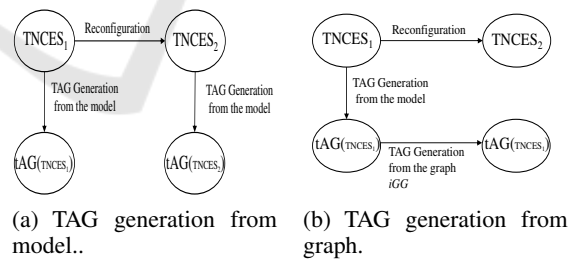 TNCES1
Reconfiguration
TNCES2
TAG Generation
from the model
TAG Generation
from the model
tAG(TNCES1)
tAG(TNCES2)
(a) TAG generation from
model..
TNCES1
Reconfiguration
TNCES2
TAG Generation
from the model
tAG(TNCES1)
TAG Generation
from the graph
iGG
tAG(TNCES1)
(b) TAG generation from
graph.